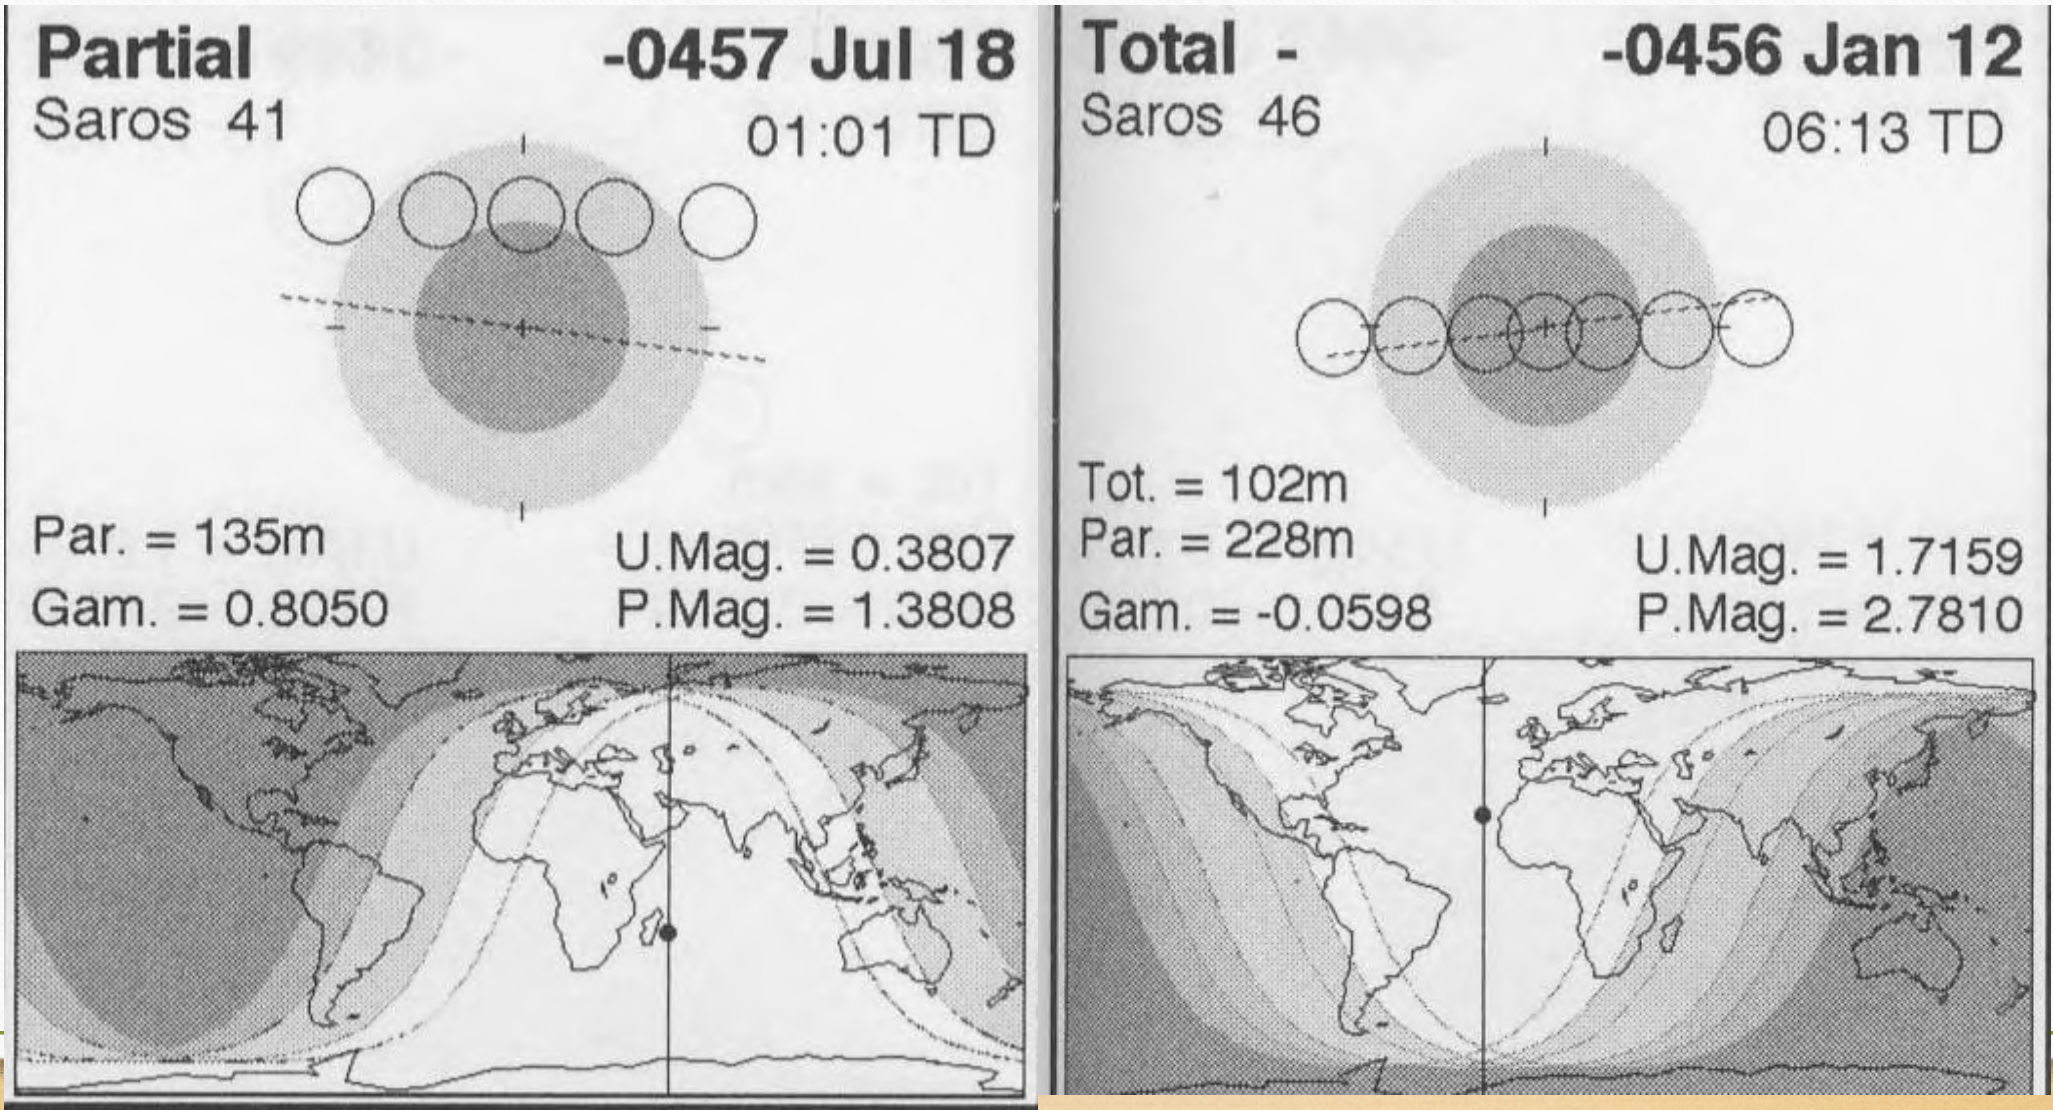 Partial -0457 Jul 18
Saros 41 01:01 TD
Par. = 135m U.Mag. = 0.3807
Gam. = 0.8050 P.Mag. = 1.3808
Total - -0456 Jan 12
Saros 46 06:13 TD
Tot. = 102m
Par. = 228m U.Mag. = 1.7159
Gam. = -0.0598 P.Mag. = 2.7810